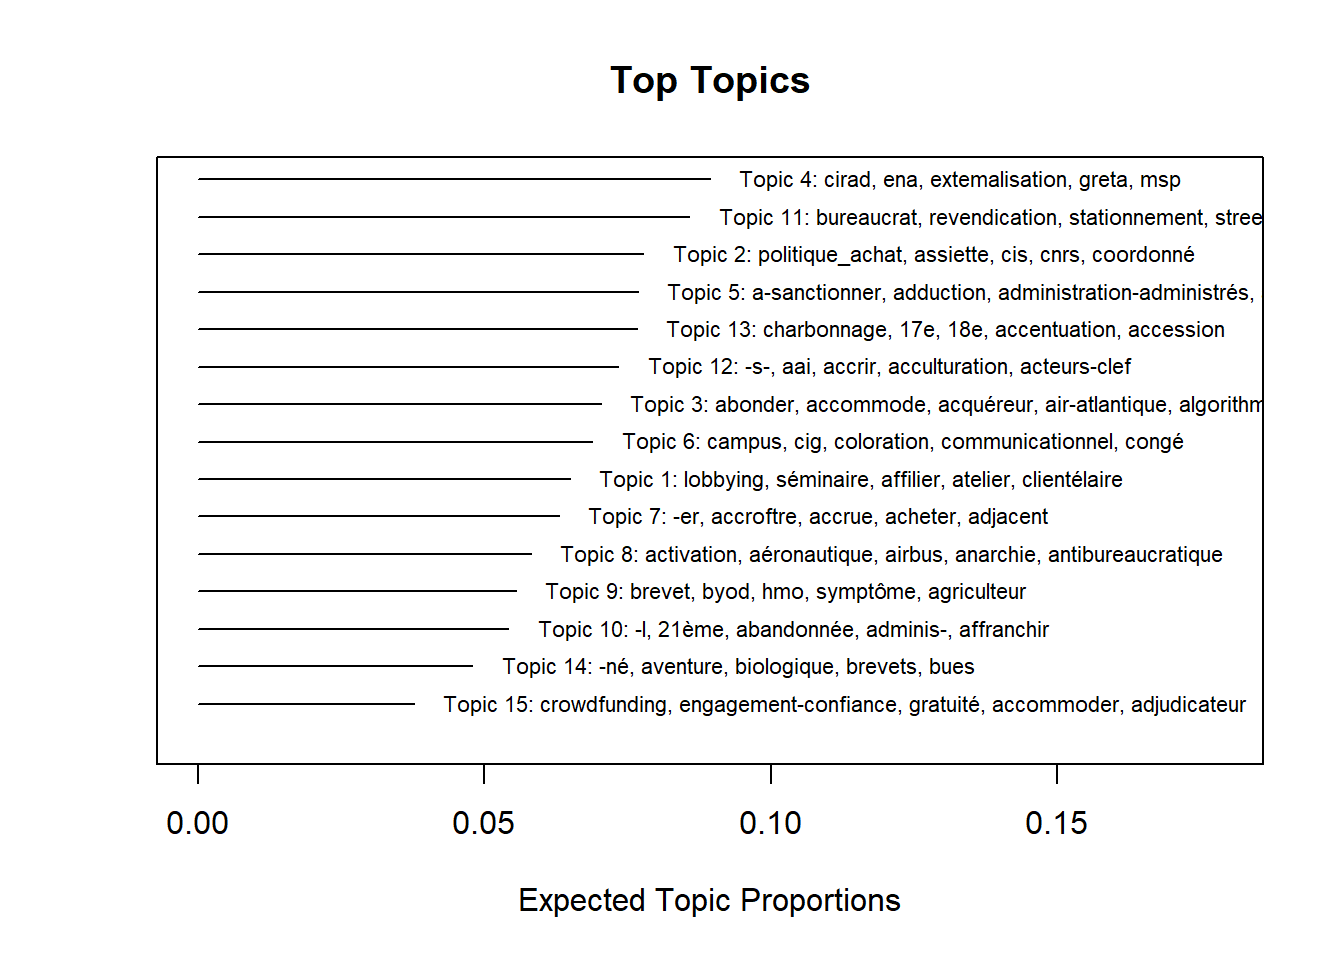 Top Topics
Topic 4: cirad, ena, extemalisation, greta, msp
Topic 11: bureaucrat, revendication, stationnement, stree
Topic 2: politique_achat, assiette, cis, cnrs, coordonné
Topic 5: a-sanctionner, adduction, administration-administrés,
Topic 13: charbonnage, 17e, 18e, accentuation, accession
Topic 12: -s-, aai, accrir, acculturation, acteurs-clef
Topic 3: abonder, accommode, acquéreur, air-atlantique, algorithm
Topic 6: campus, cig, coloration, communicationnel, congé
Topic 1: lobbying, séminaire, affilier, atelier, clientélaire
Topic 7: -er, accroftre, accrue, acheter, adjacent
Topic 8: activation, aéronautique, airbus, anarchie, antibureaucratique
Topic 9: brevet, byod, hmo, symptôme, agriculteur
Topic 10: -l, 21ème, abandonnée, adminis-, affranchir
Topic 14: -né, aventure, biologique, brevets, bues
Topic 15: crowdfunding, engagement-confiance, gratuité, accommoder, adjudicateur
0.00 0.05 0.10 0.15
Expected Topic Proportions